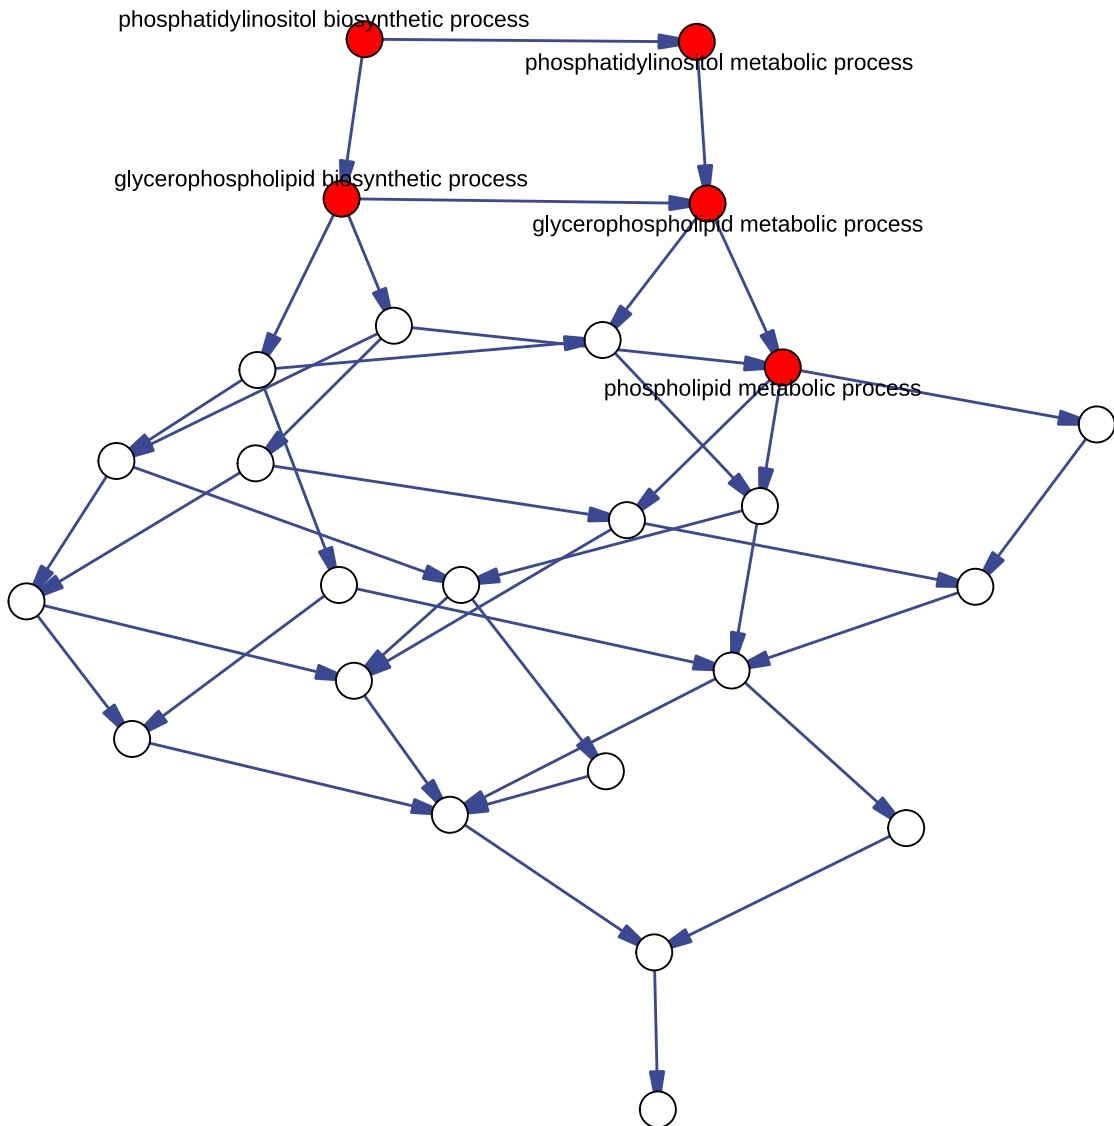 phosphatidylinositol biosynthetic process
phosphatidylinositol metabolic process
glycerophospholipid biosynthetic process
glycerophospholipid metabolic process
phospholipid metabolic process